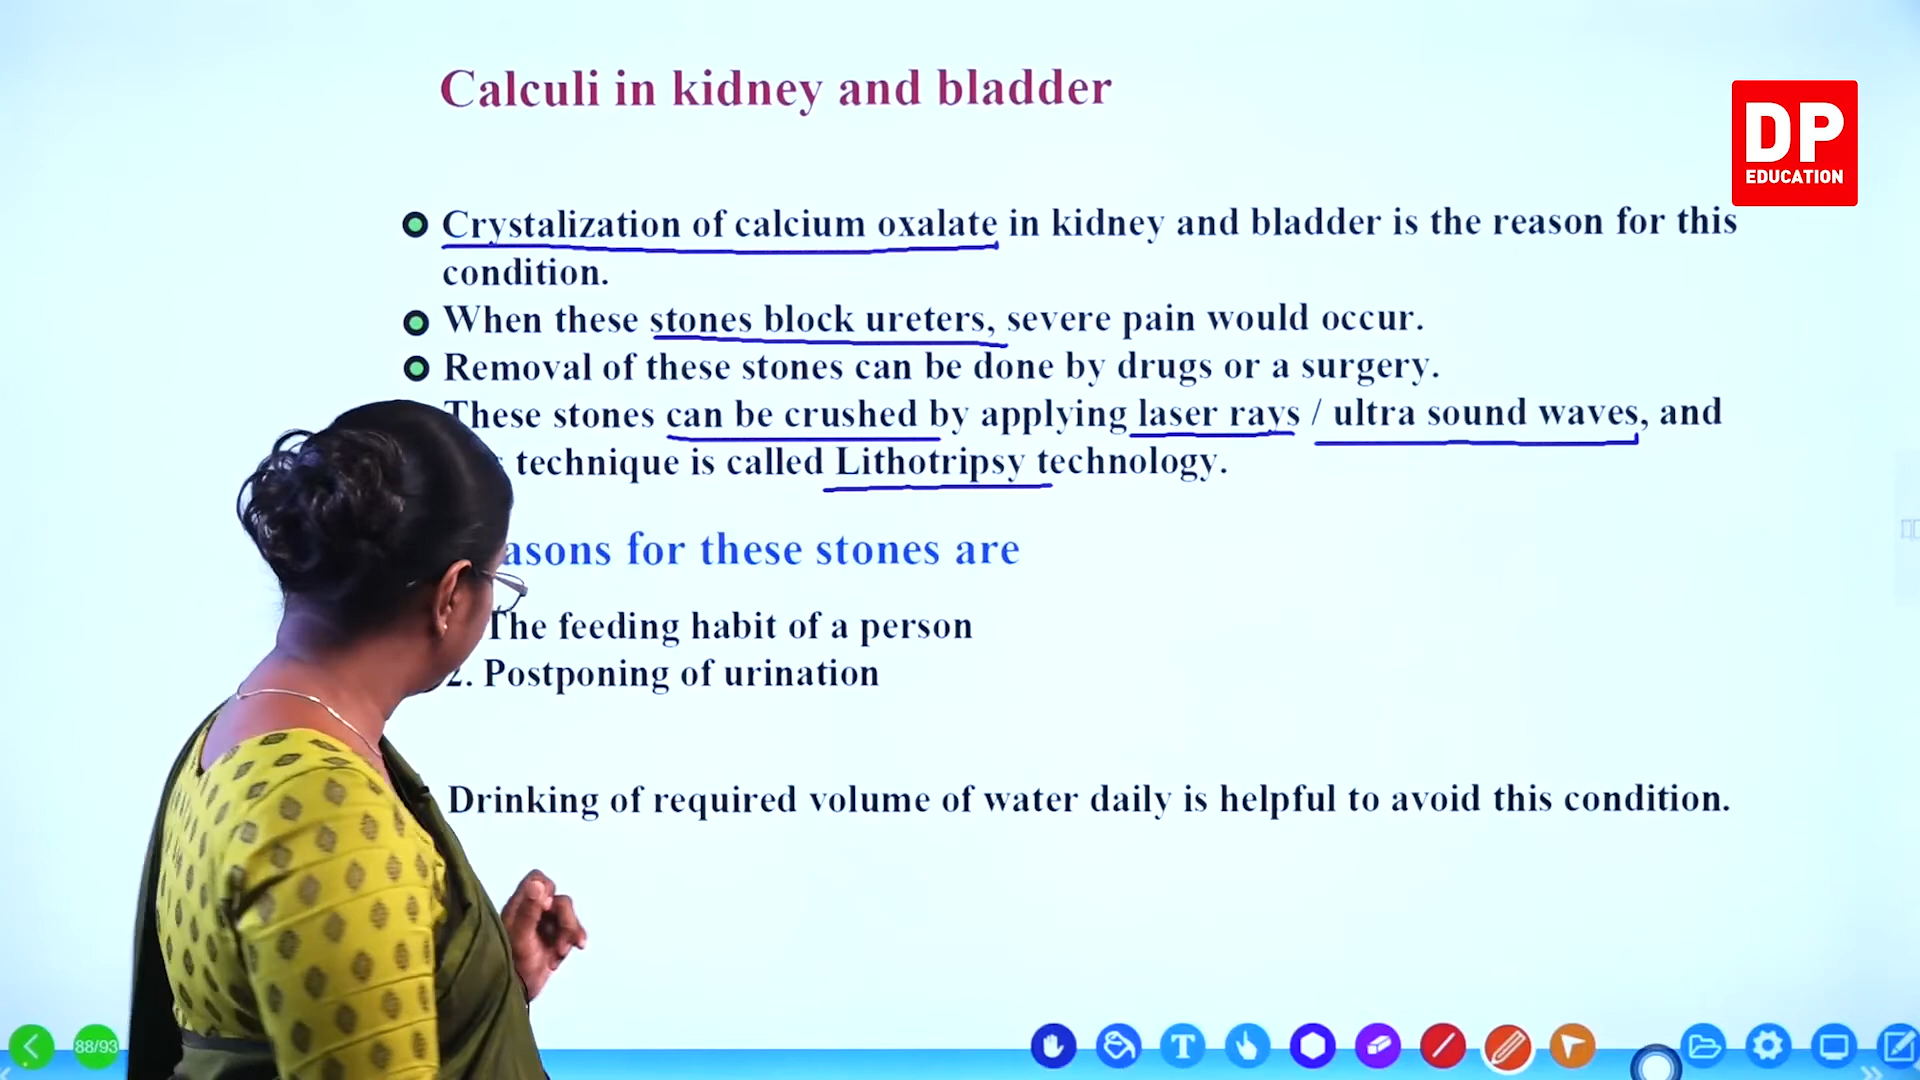 Calculi in kidney and bladder
DP
EDUCATION
Crystalization of calcium oxalate in kidney and bladder is the reason for this
condition.
When these stones block ureters, severe pain would occur.
Removal of these stones can be done by drugs or a surgery.
These stones can be crushed by applying laser rays / ultra sound waves, and
technique is called Lithotripsy technology.
asons for these stones are
The feeding habit of a person
2. Postponing of urination
Drinking of required volume of water daily is helpful to avoid this condition.
88/93
T